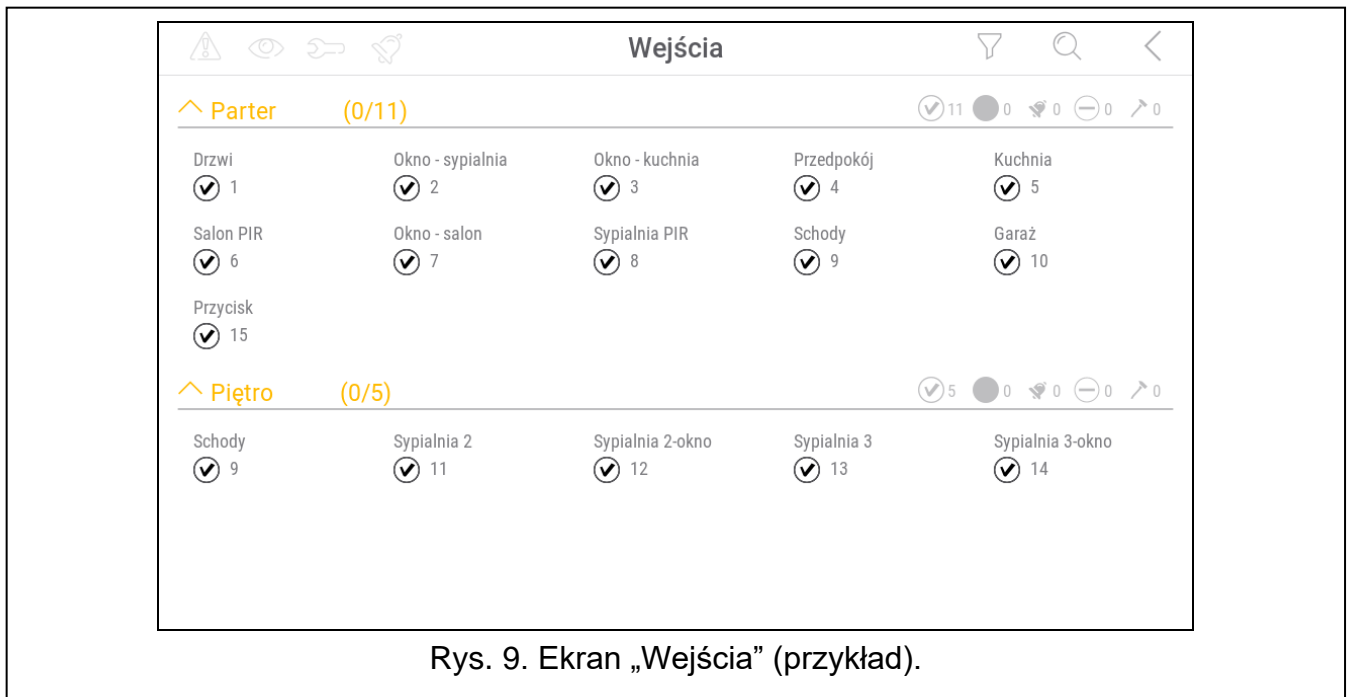 Wejścia
Parter (0/11) 11 0 0 0 0
Drzwi Okno - sypialnia Okno - kuchnia Przedpokój Kuchnia
1 2 3 4 5
Salon PIR Okno - salon Sypialnia PIR Schody Garaż
6 7 8 9 10
Przycisk
15
Piętro (0/5) 5 0 0 0 0
Schody Sypialnia 2 Sypialnia 2-okno Sypialnia 3 Sypialnia 3-okno
9 11 12 13 14
Rys. 9. Ekran „Wejścia” (przykład).